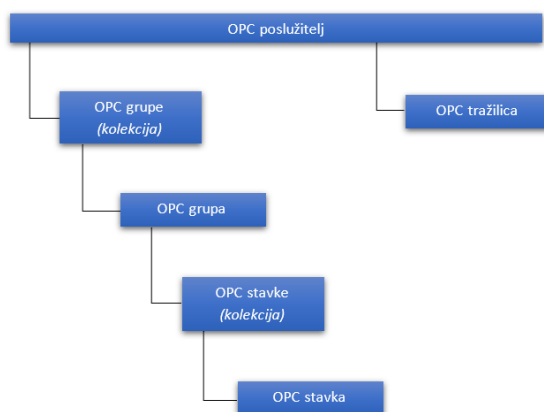 OPC poslužitelj
OPC grupe
(kolekcija)
OPC tražilica
OPC grupa
OPC stavke
(kolekcija)
OPC stavka